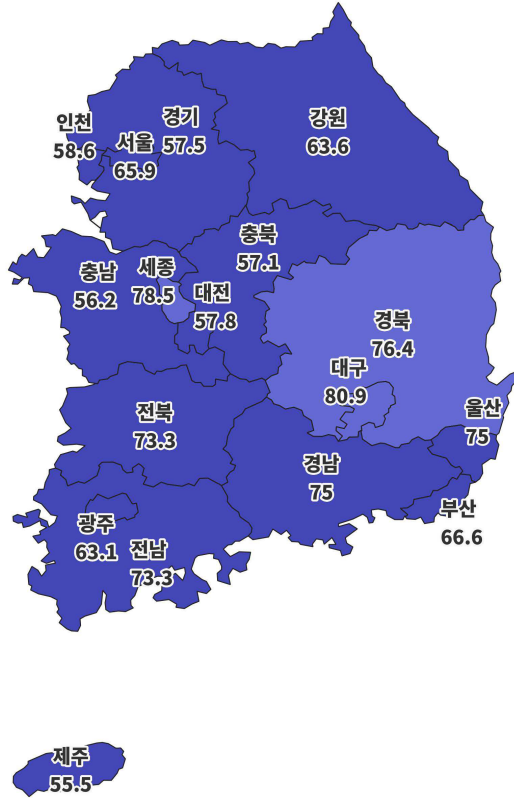 인천
58.6
서울
65.9
경기
57.5
강원
63.6
충남
56.2
세종
78.5
대전
57.8
충북
57.1
경북
76.4
대구
80.9
울산
75
전북
73.3
경남
75
부산
66.6
광주
63.1
전남
73.3
제주
55.5